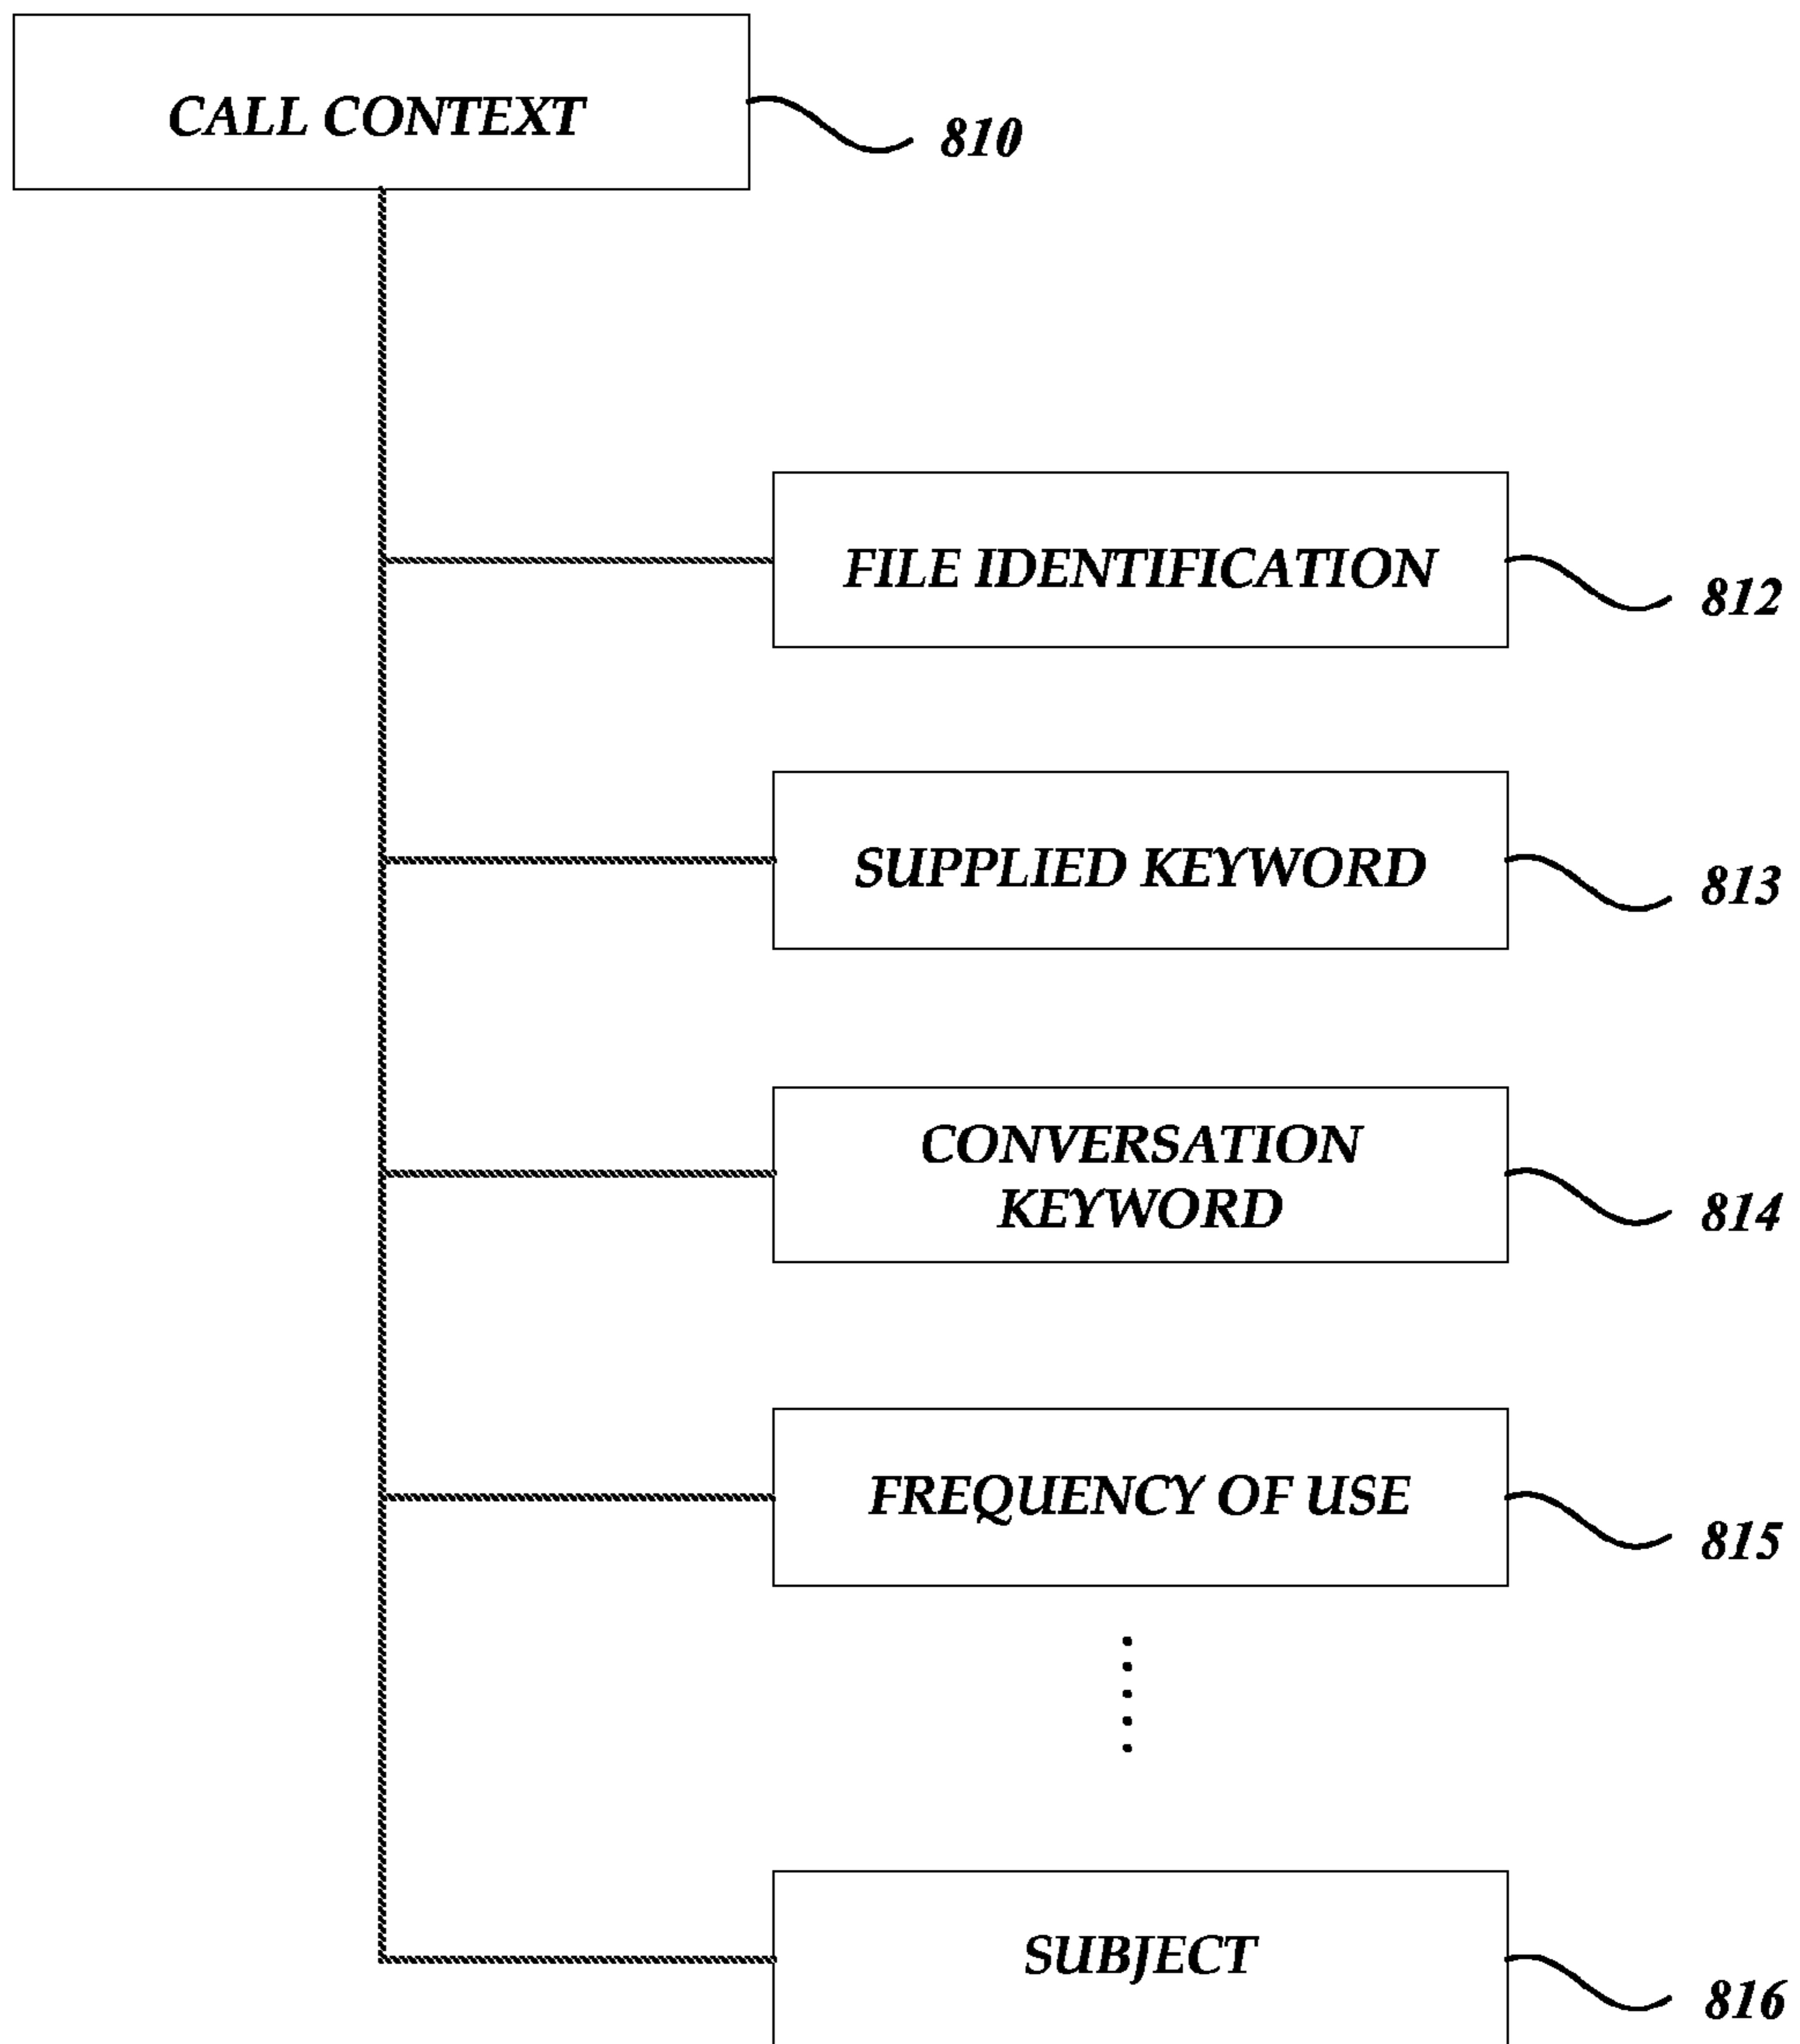 CALL CONTEXT
810
FILE IDENTIFICATION
812
SUPPLIED KEYWORD
813
CONVERSATION
KEYWORD
814
FREQUENCY OF USE
815
SUBJECT
816